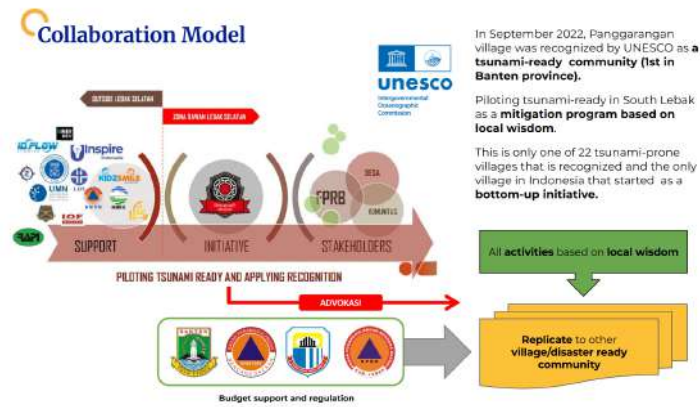 Collaboration Model
In September 2022, Panggarangan
village was recognized by UNESCO as a
tsunami-ready community (1st in
Banten province).
Piloting tsunami-ready in South Lebak
as a mitigation program based on
local wisdom.
This is only one of 22 tsunami-prone
villages that is recognized and the only
village in Indonesia that started as a
bottom-up initiative.
unesco
Intergovernmental
Oceanographic
Commission
OUTSIDE LEBAK SELATAN
ZONA RAWAN LEBAK SELATAN
IDFLOW
Inspire
UMN
KIDZSMILE
IOF
RAPI
FPRB
DESA
KOMUNITAS
SUPPORT
INITIATIVE
STAKEHOLDERS
PILOTING TSUNAMI READY AND APPLYING RECOGNITION
ADVOKASI
All activities based on local wisdom
Replicate to other
village/disaster ready
community
BANTEN
BPBD
Budget support and regulation